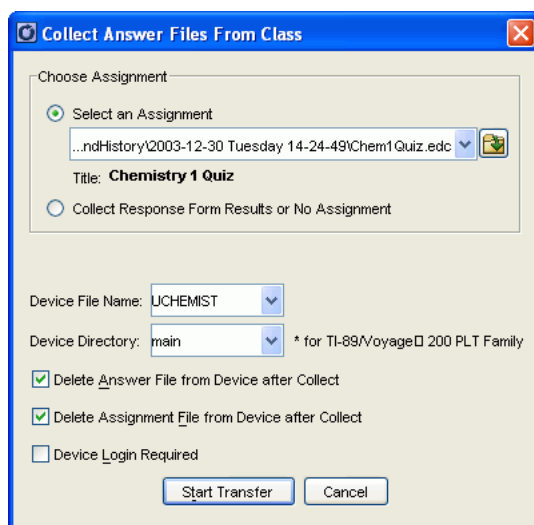 Collect Answer Files From Class
Choose Assignment
Select an Assignment
...ndHistory\2003-12-30 Tuesday 14-24-49\Chem1Quiz.edc
Title: Chemistry 1 Quiz
Collect Response Form Results or No Assignment
Device File Name: UCHEMIST
Device Directory: main * for TI-89/Voyage□ 200 PLT Family
Delete Answer File from Device after Collect
Delete Assignment File from Device after Collect
Device Login Required
Start Transfer Cancel